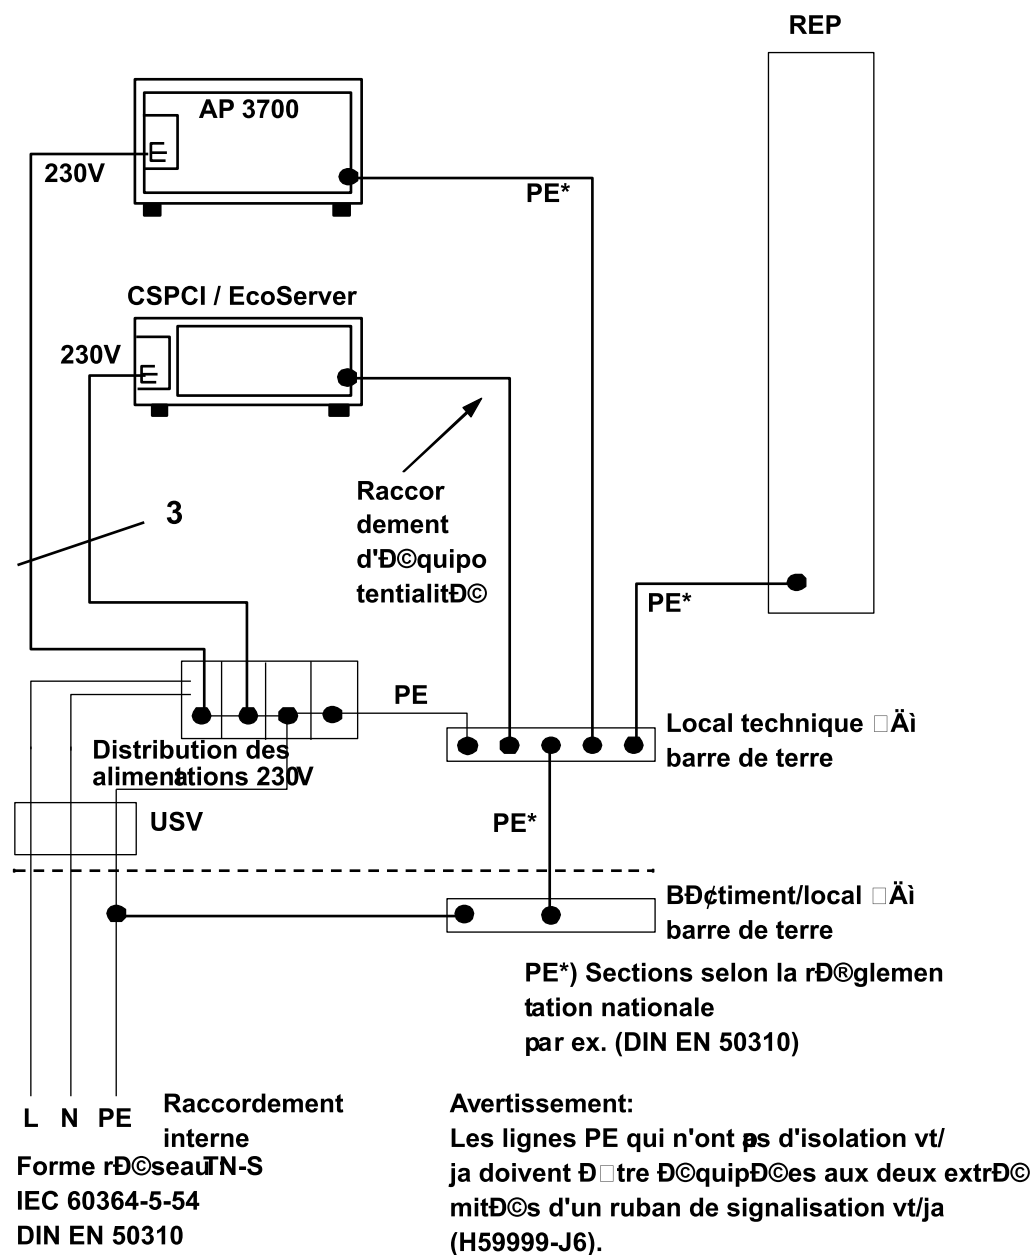 REP
AP 3700
230V
PE*
CSPCI / EcoServer
230V
Raccor
dement
d'Ð©quipo
tentialitÐ©
3
PE*
PE
Local technique □Äì
barre de terre
Distribution des
alimentations 230V
USV
PE*
BÐ¢timent/local □Äì
barre de terre
PE*) Sections selon la rÐ®glemen
tation nationale
par ex. (DIN EN 50310)
L N PE
Raccordement
interne
Forme rÐ©seau TN-S
IEC 60364-5-54
DIN EN 50310
Avertissement:
Les lignes PE qui n'ont pas d'isolation vt/
ja doivent Ð□tre Ð©quipÐ©es aux deux extrÐ©
mitÐ©s d'un ruban de signalisation vt/ja
(H59999-J6).